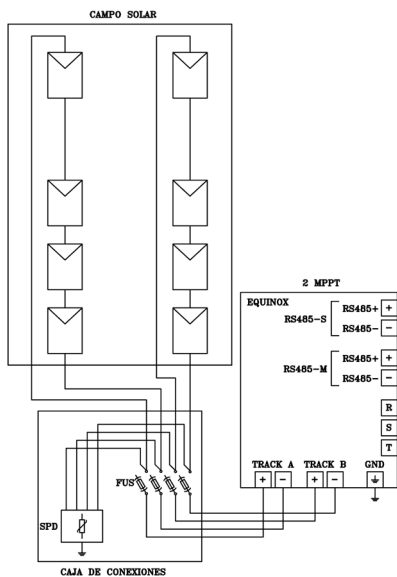 CAMPO SOLAR
2 MPPT
EQUINOX
RS485-S
RS485+ +
RS485- -
RS485-M
RS485+ +
RS485- -
R
S
T
TRACK A TRACK B GND
+ - + -
FUS
SPD
CAJA DE CONEXIONES